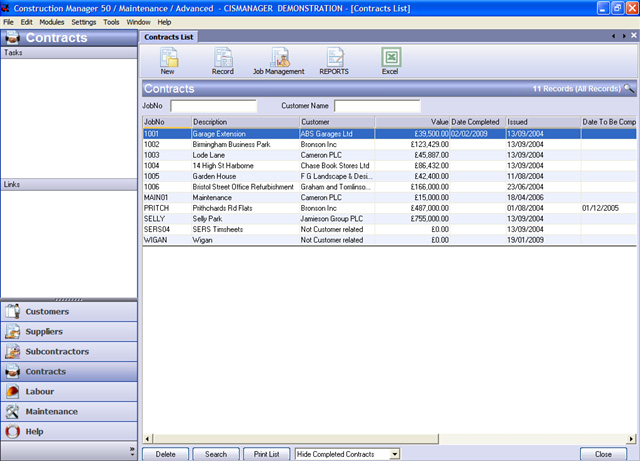 Construction Manager 50 / Maintenance / Advanced - CISMANAGER DEMONSTRATION - [Contracts List]
File Edit Modules Settings Tools Window
Contracts
Tasks
Links
Customers
Suppliers
Subcontractors
Contracts
Labour
Maintenance
Help
Contracts List
New Record Job Management REPORTS Excel
Contracts 11 Records (All Records)
JobNo Customer Name
JobNo Description Customer Value Date Completed Issued Date To Be Comp
1001 Garage Extension ABS Garages Ltd £39,500.00 02/02/2009 13/09/2004
1002 Birmingham Business Park Bronson Inc £123,429.00 13/09/2004
1003 Lode Lane Cameron PLC £45,887.00 13/09/2004
1004 14 High St Harborne Chase Book Stores Ltd £86,432.00 13/09/2004
1005 Garden House F G Landscape & Desi... £42,400.00 11/08/2004
1006 Bristol Street Office Refurbishment Graham and Tomlinso... £166,000.00 23/06/2004
MAIN01 Maintenance Cameron PLC £15,000.00 18/04/2006
PRITCH Prithchards Rd Flats Bronson Inc £487,000.00 01/08/2004 01/12/2005
SELLY Selly Park Jamieson Group PLC £755,000.00 13/09/2004
SERS04 SERS Timsheets Not Customer related £0.00 13/09/2004
WIGAN Wigan Not Customer related £0.00 19/01/2009
Delete Search Print List Hide Completed Contracts Close